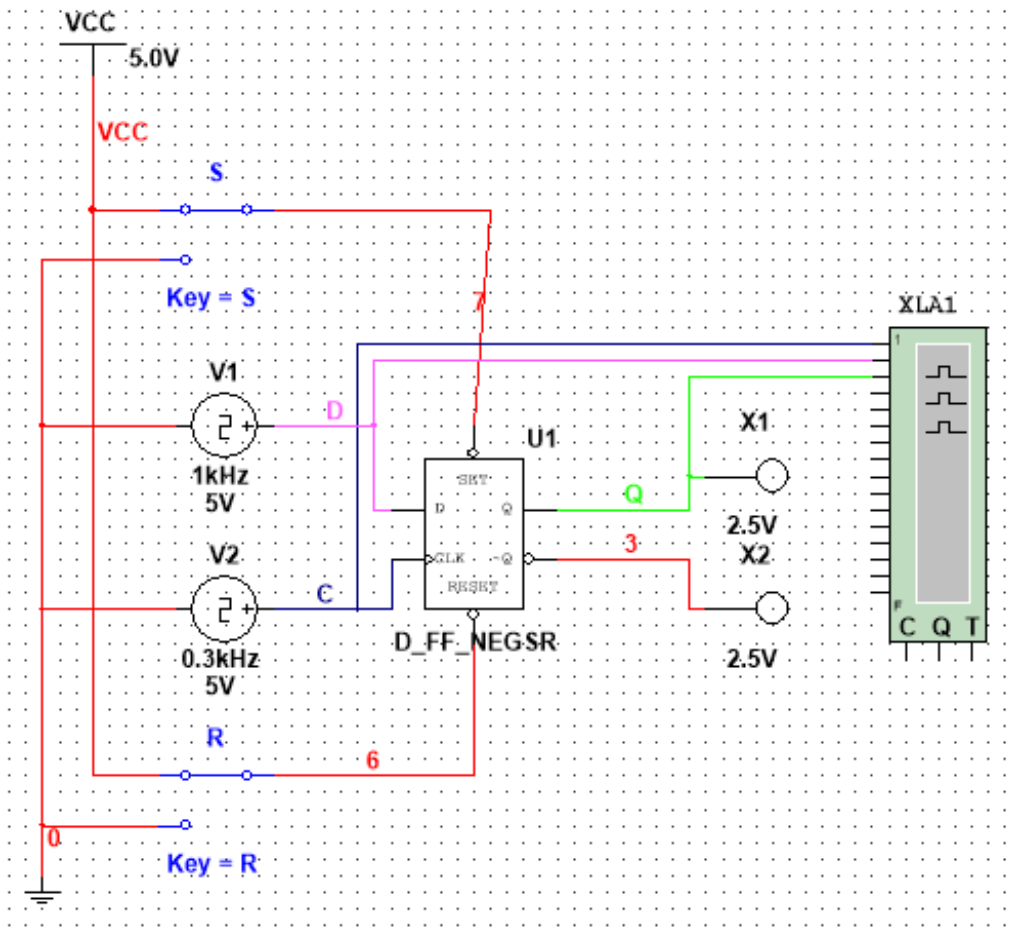 VCC
5.0V
VCC
S
7
Key = S
XLA1
1
V1
D
X1
U1
1kHz
5V
SET
D Q
Q
2.5V
V2
3
X2
CLK ~Q
C
RESET
F
C Q T
D_FF_NEGSR
0.3kHz
5V
2.5V
R
6
0
Key = R